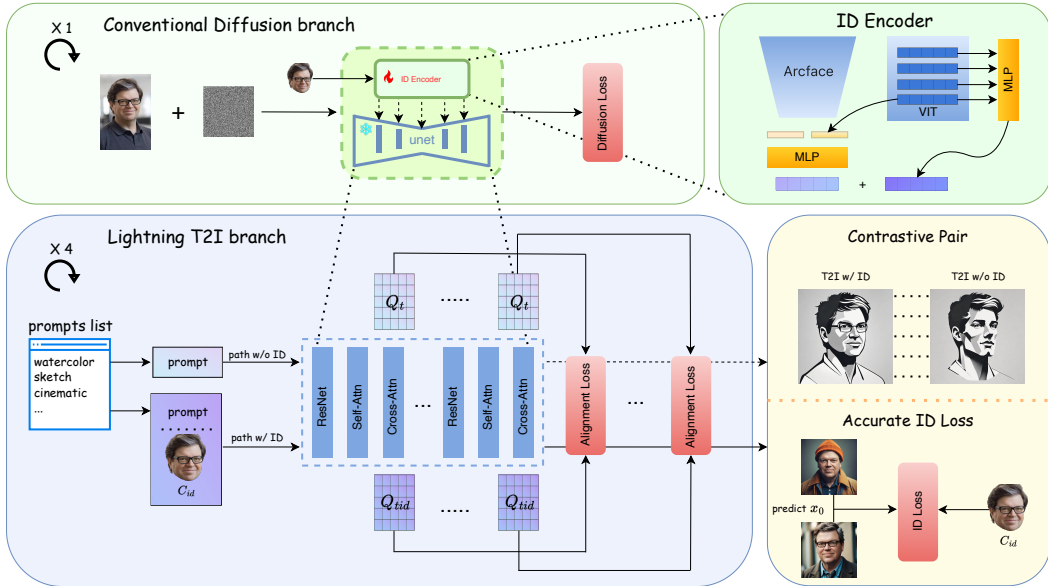 X 1
Conventional Diffusion branch
ID Encoder
+
unet
Diffusion Loss
ID Encoder
Arcface
VIT
MLP
MLP
+
X 4
Lightning T2I branch
prompts list
watercolor
sketch
cinematic
...
prompt
path w/o ID
prompt
C_id
path w/ ID
Q_t
.....
Q_t
ResNet
Self-Attn
Cross-Attn
...
ResNet
Self-Attn
Cross-Attn
Q_tid
.....
Q_tid
Alignment Loss
...
Alignment Loss
Contrastive Pair
T2I w/ ID
T2I w/o ID
Accurate ID Loss
predict x_0
ID Loss
C_id